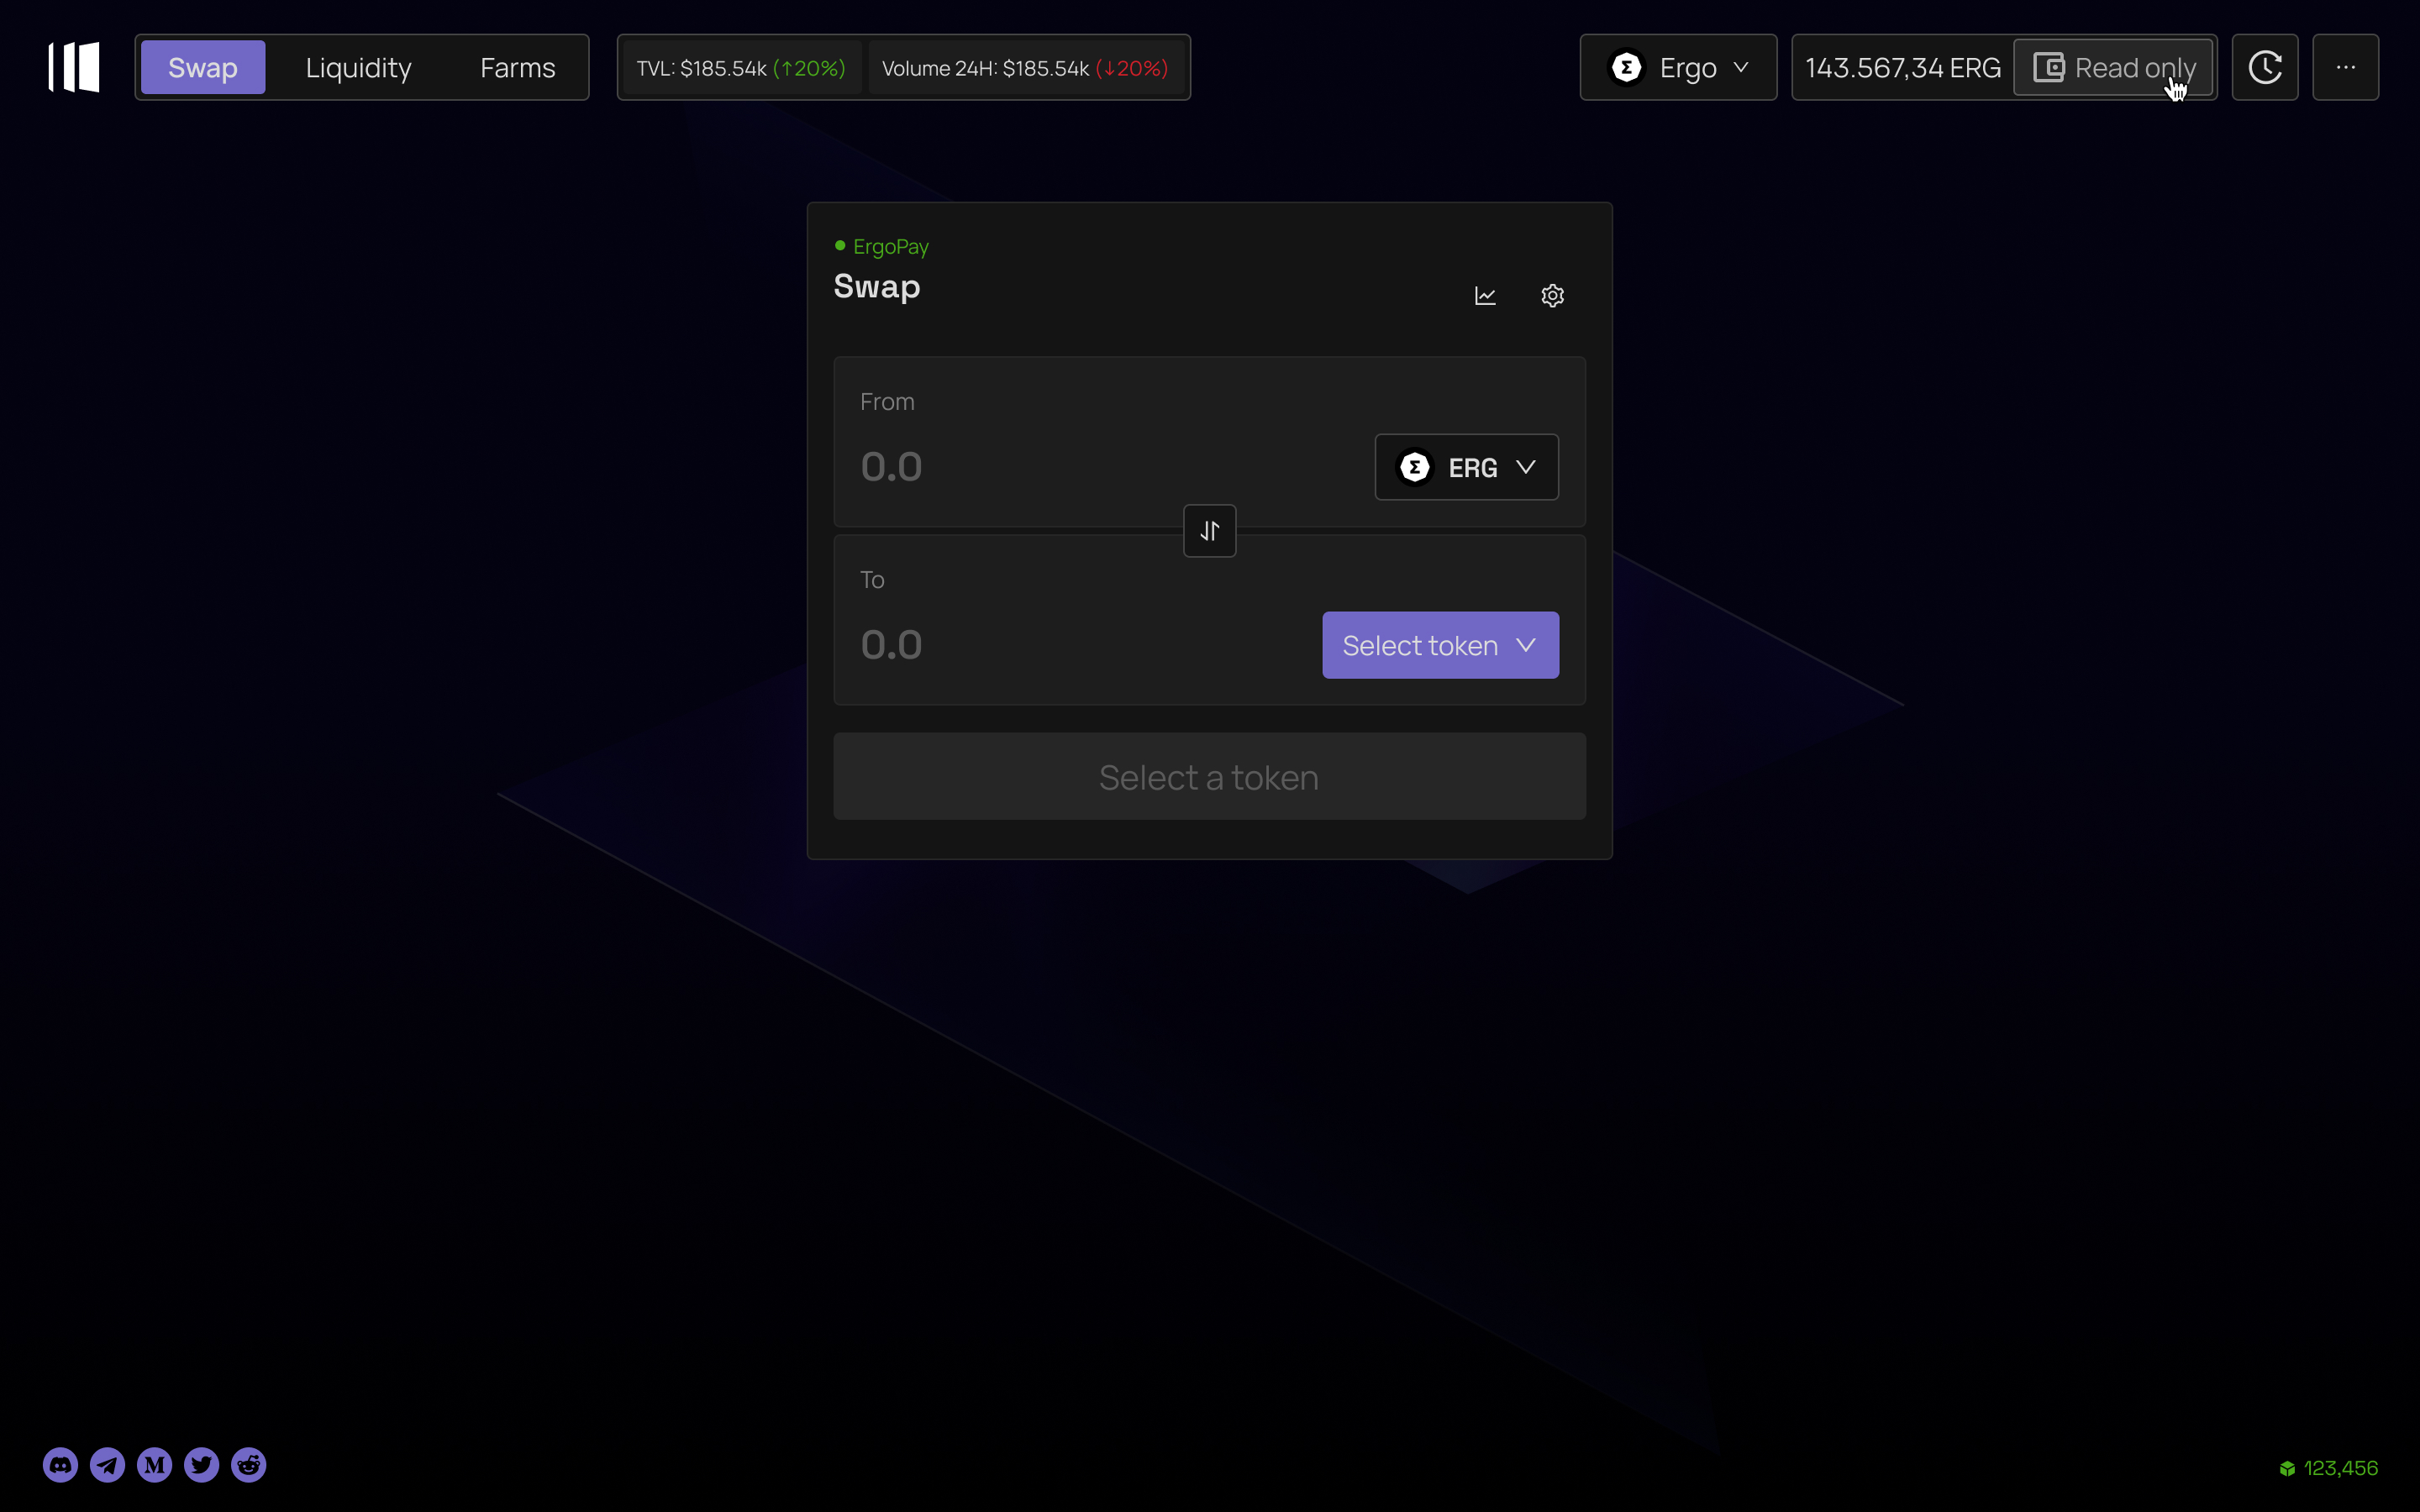 Swap Liquidity Farms TVL: $185.54k (↑20%) Volume 24H: $185.54k (↓20%) Ergo 143.567,34 ERG Read only ...
ErgoPay
Swap
From
0.0 ERG
To
0.0 Select token
Select a token
123,456